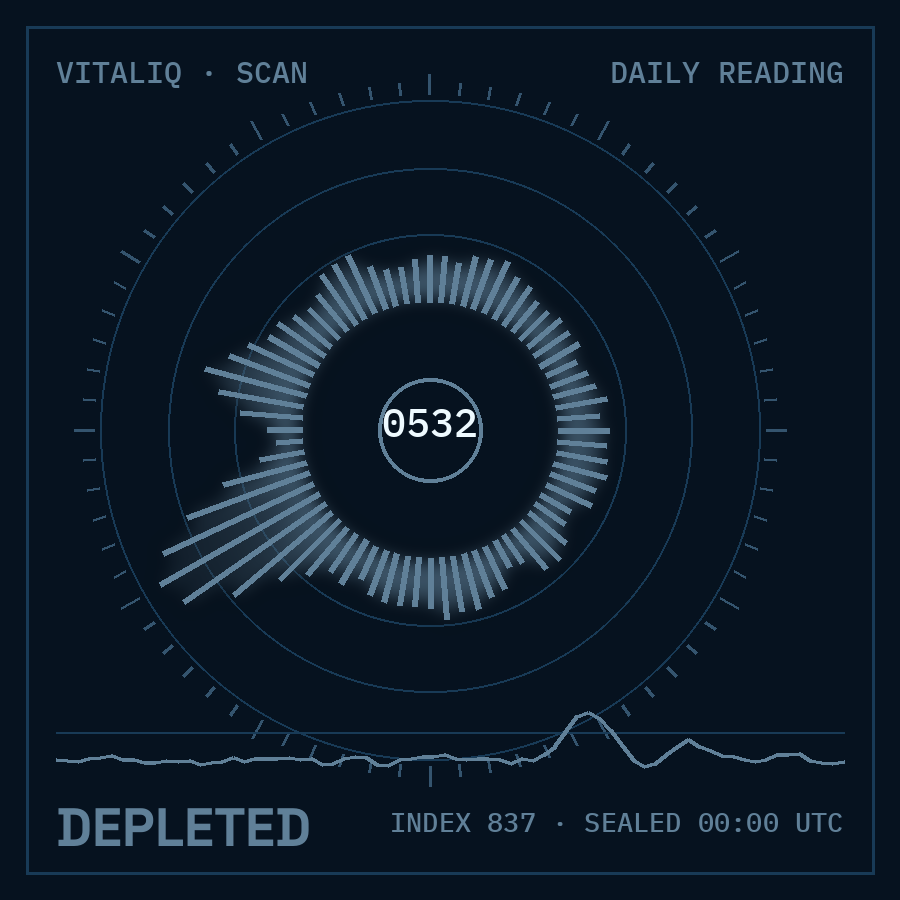 VITALIQ · SCAN
DAILY READING
0532
DEPLETED
INDEX 837 · SEALED 00:00 UTC